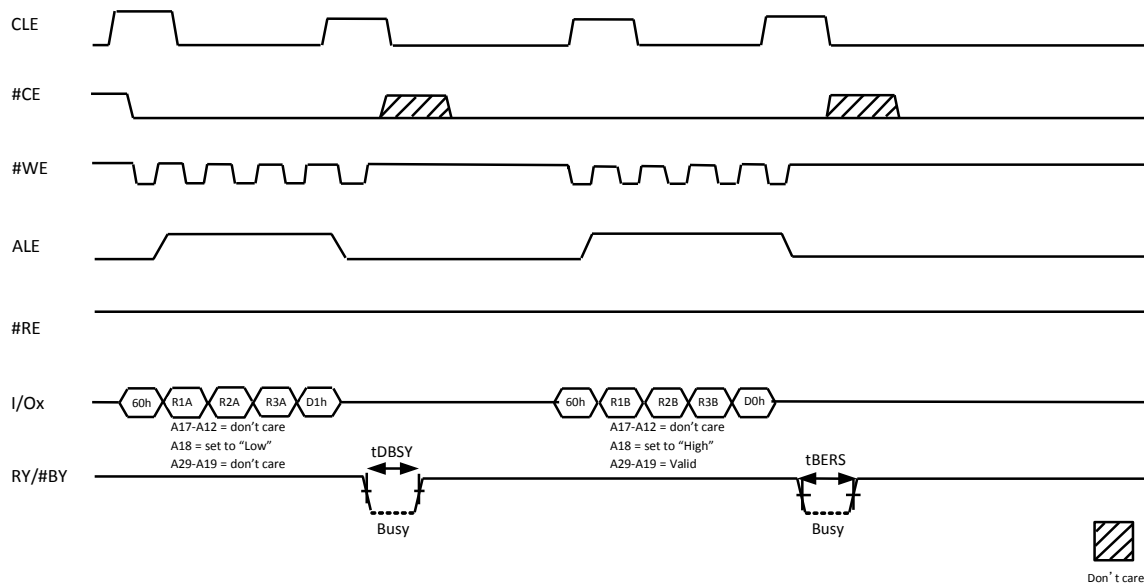 CLE
#CE
#WE
ALE
#RE
I/Ox
60h R1A R2A R3A D1h 60h R1B R2B R3B D0h
A17-A12 = don't care
A18 = set to "Low"
A29-A19 = don't care
A17-A12 = don't care
A18 = set to "High"
A29-A19 = Valid
tDBSY
tBERS
RY/#BY
Busy
Busy
Don't care